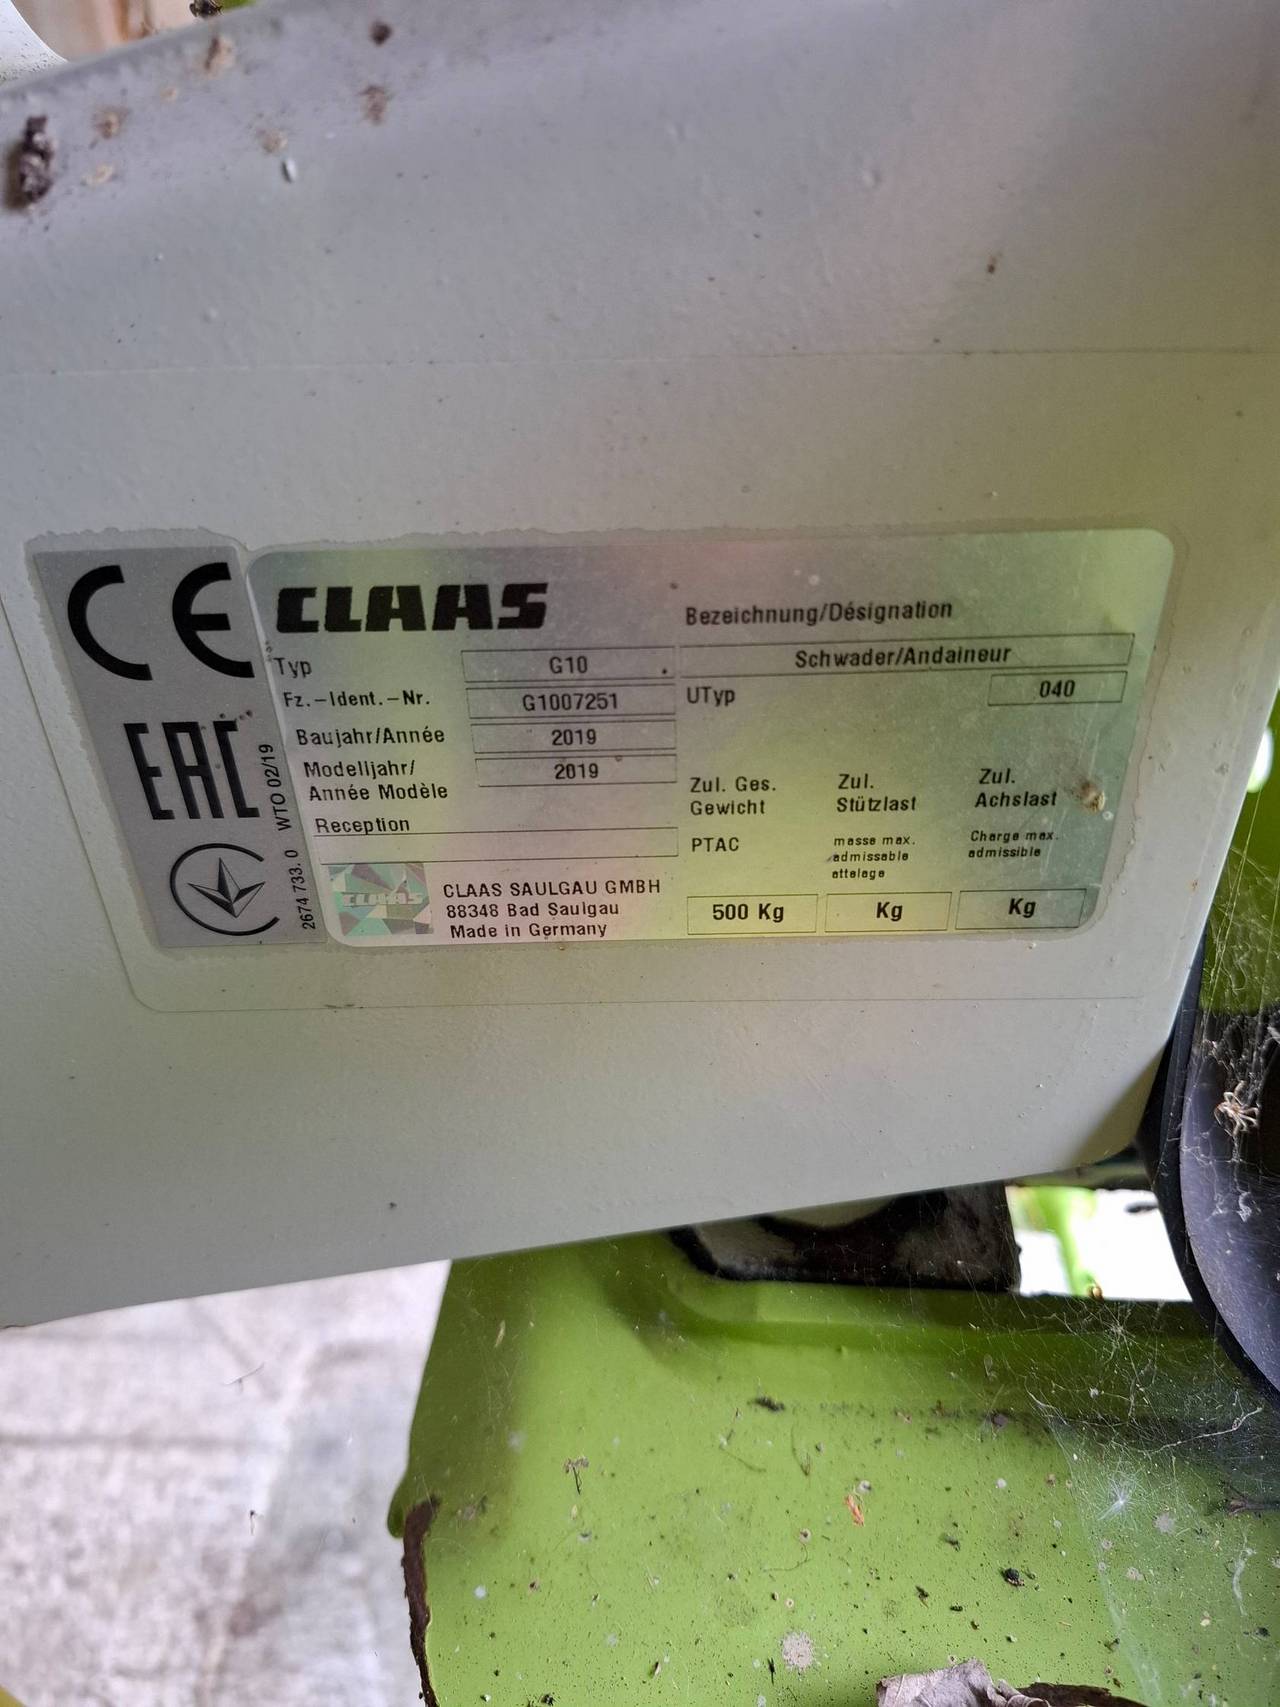 CE
EAC
WTO 02/19
2674 733. 0
CLAAS
Typ G10
Fz.-Ident.-Nr. G1007251
Baujahr/Année 2019
Modelljahr/
Année Modèle 2019
Reception
CLAAS
CLAAS SAULGAU GMBH
88348 Bad Saulgau
Made in Germany
Bezeichnung/Désignation
Schwader/Andaineur
UTyp 040
Zul. Ges.
Gewicht
PTAC
500 Kg
Zul.
Stützlast
masse max.
admissable
attelage
Kg
Zul.
Achslast
Charge max.
admissible
Kg